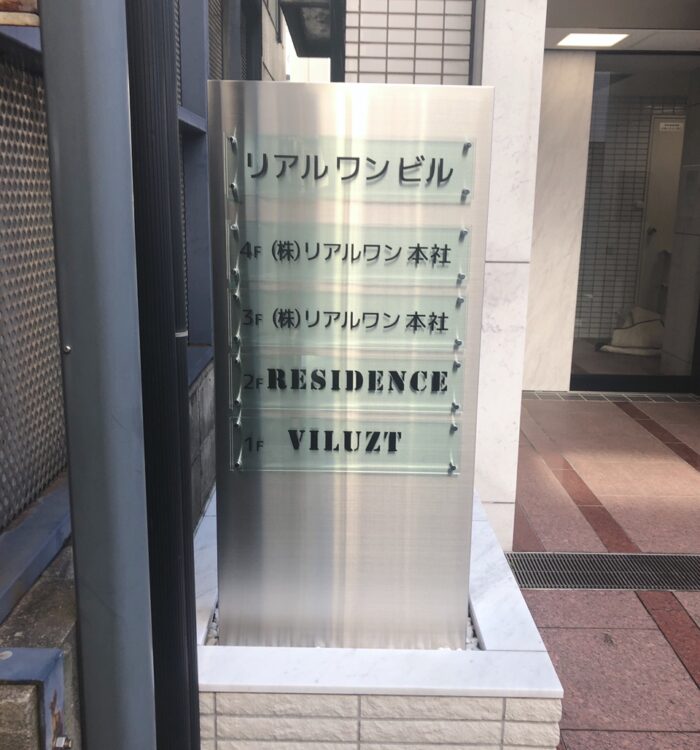 リアルワンビル
4F (株)リアルワン 本社
3F (株)リアルワン 本社
2F RESIDENCE
1F VILUZT